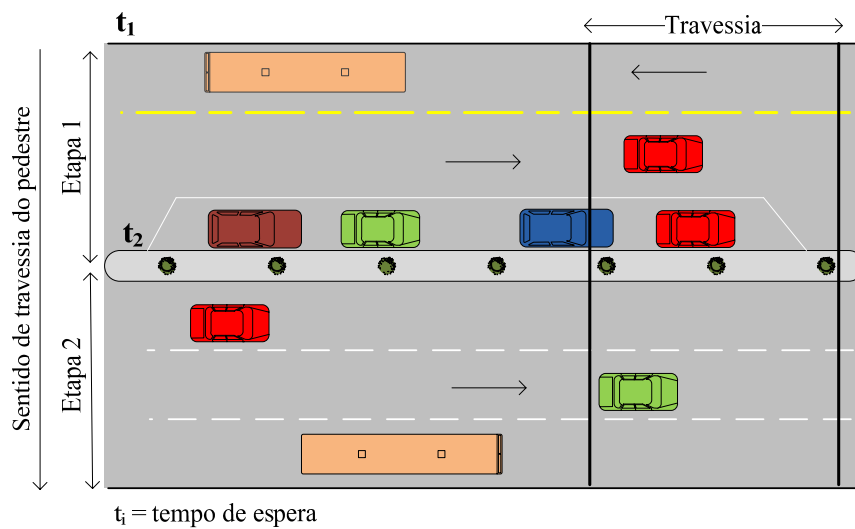 t1
Travessia
Sentido de travessia do pedestre
Etapa 1
t2
Etapa 2
ti = tempo de espera